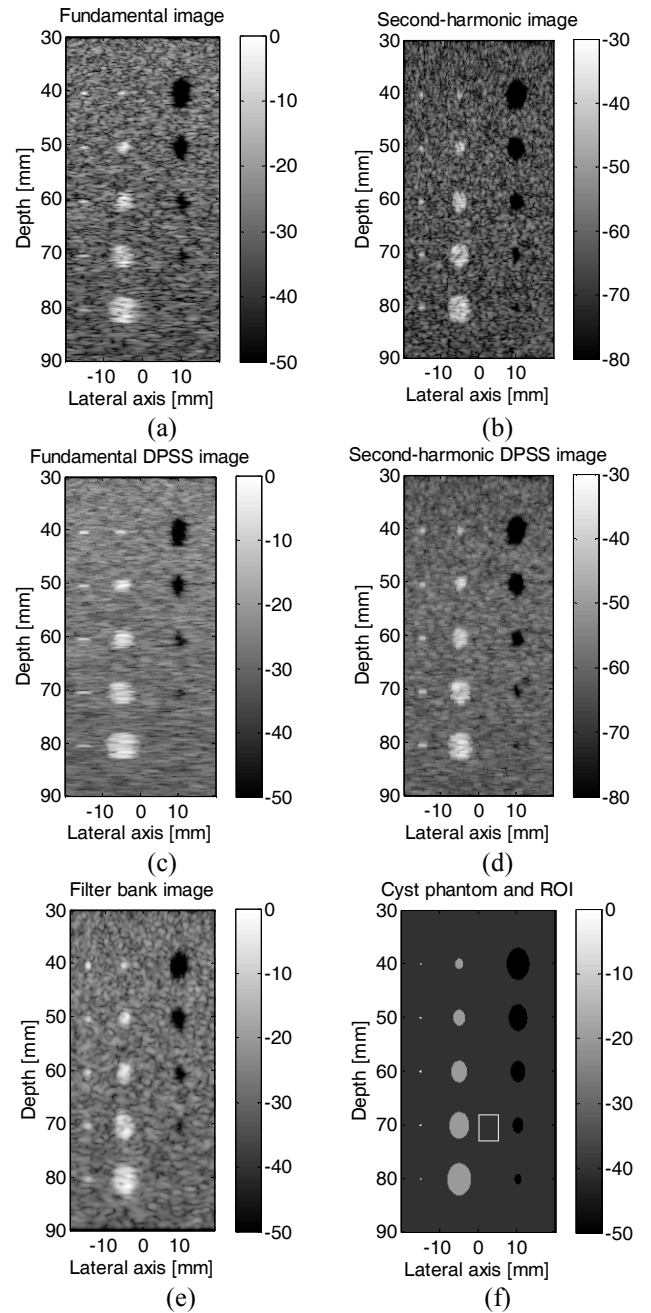 Fundamental image
30
40
50
60
70
80
90
Depth [mm]
-10 0 10
Lateral axis [mm]
0
-10
-20
-30
-40
-50
(a)
Second-harmonic image
30
40
50
60
70
80
90
Depth [mm]
-10 0 10
Lateral axis [mm]
-30
-40
-50
-60
-70
-80
(b)
Fundamental DPSS image
30
40
50
60
70
80
90
Depth [mm]
-10 0 10
Lateral axis [mm]
0
-10
-20
-30
-40
-50
(c)
Second-harmonic DPSS image
30
40
50
60
70
80
90
Depth [mm]
-10 0 10
Lateral axis [mm]
-30
-40
-50
-60
-70
-80
(d)
Filter bank image
30
40
50
60
70
80
90
Depth [mm]
-10 0 10
Lateral axis [mm]
0
-10
-20
-30
-40
-50
(e)
Cyst phantom and ROI
30
40
50
60
70
80
90
Depth [mm]
-10 0 10
Lateral axis [mm]
0
-10
-20
-30
-40
-50
(f)